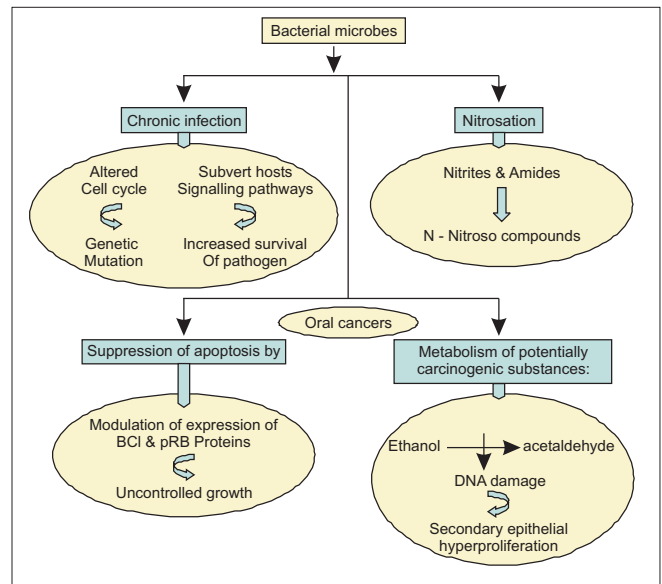 Bacterial microbes
Chronic infection
Nitrosation
Altered
Cell cycle
Genetic
Mutation
Subvert hosts
Signalling pathways
Increased survival
Of pathogen
Nitrites & Amides
N - Nitroso compounds
Oral cancers
Suppression of apoptosis by
Metabolism of potentially
carcinogenic substances:
Modulation of expression of
BCl & pRB Proteins
Uncontrolled growth
Ethanol
acetaldehyde
DNA damage
Secondary epithelial
hyperproliferation